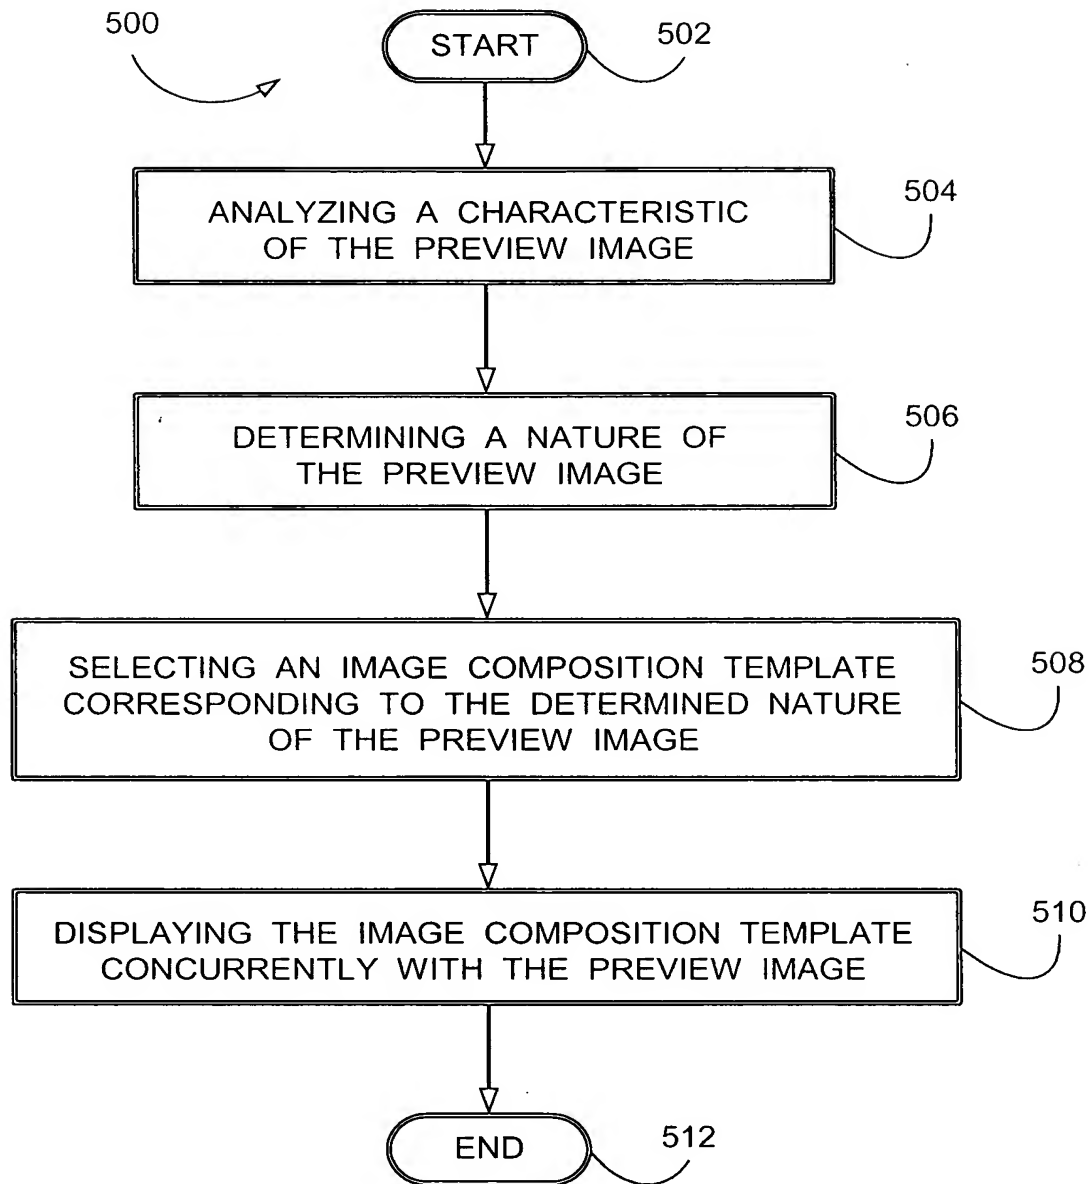 500
START
502
ANALYZING A CHARACTERISTIC
OF THE PREVIEW IMAGE
504
DETERMINING A NATURE OF
THE PREVIEW IMAGE
506
SELECTING AN IMAGE COMPOSITION TEMPLATE
CORRESPONDING TO THE DETERMINED NATURE
OF THE PREVIEW IMAGE
508
DISPLAYING THE IMAGE COMPOSITION TEMPLATE
CONCURRENTLY WITH THE PREVIEW IMAGE
510
END
512